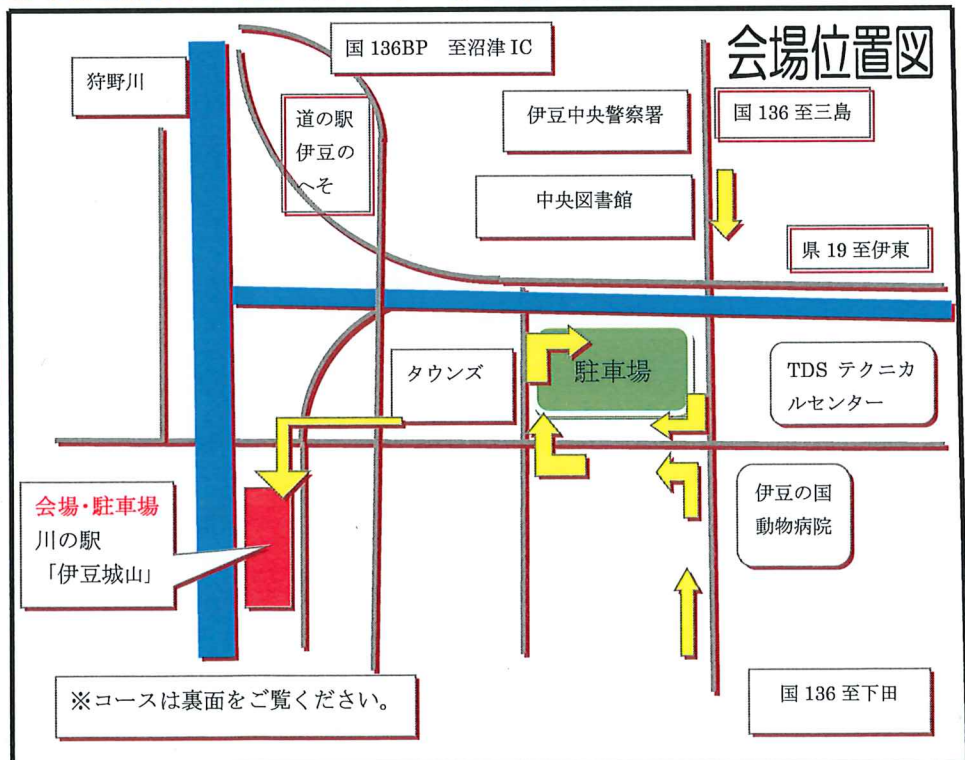 会場位置図
国 136BP 至沼津 IC
狩野川
道の駅
伊豆の
へそ
伊豆中央警察署
国 136 至三島
中央図書館
県 19 至伊東
タウンズ
駐車場
TDS テクニカ
ルセンター
会場・駐車場
川の駅
「伊豆城山」
伊豆の国
動物病院
※コースは裏面をご覧ください。
国 136 至下田